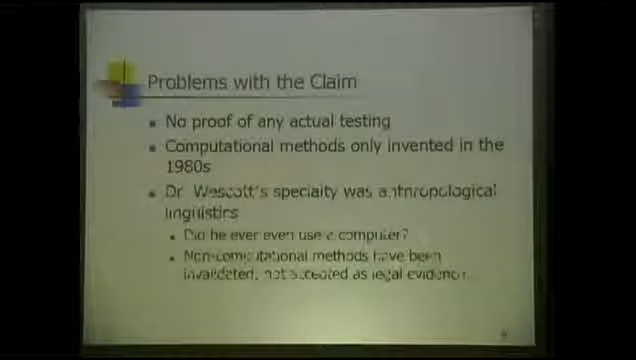 Problems with the Claim
No proof of any actual testing
Computational methods only invented in the
1980s
Dr. Wescott's specialty was anthropological
linguistics
Did he ever even use a computer?
Non-computational methods have been
invalidated, not accepted as legal evidence